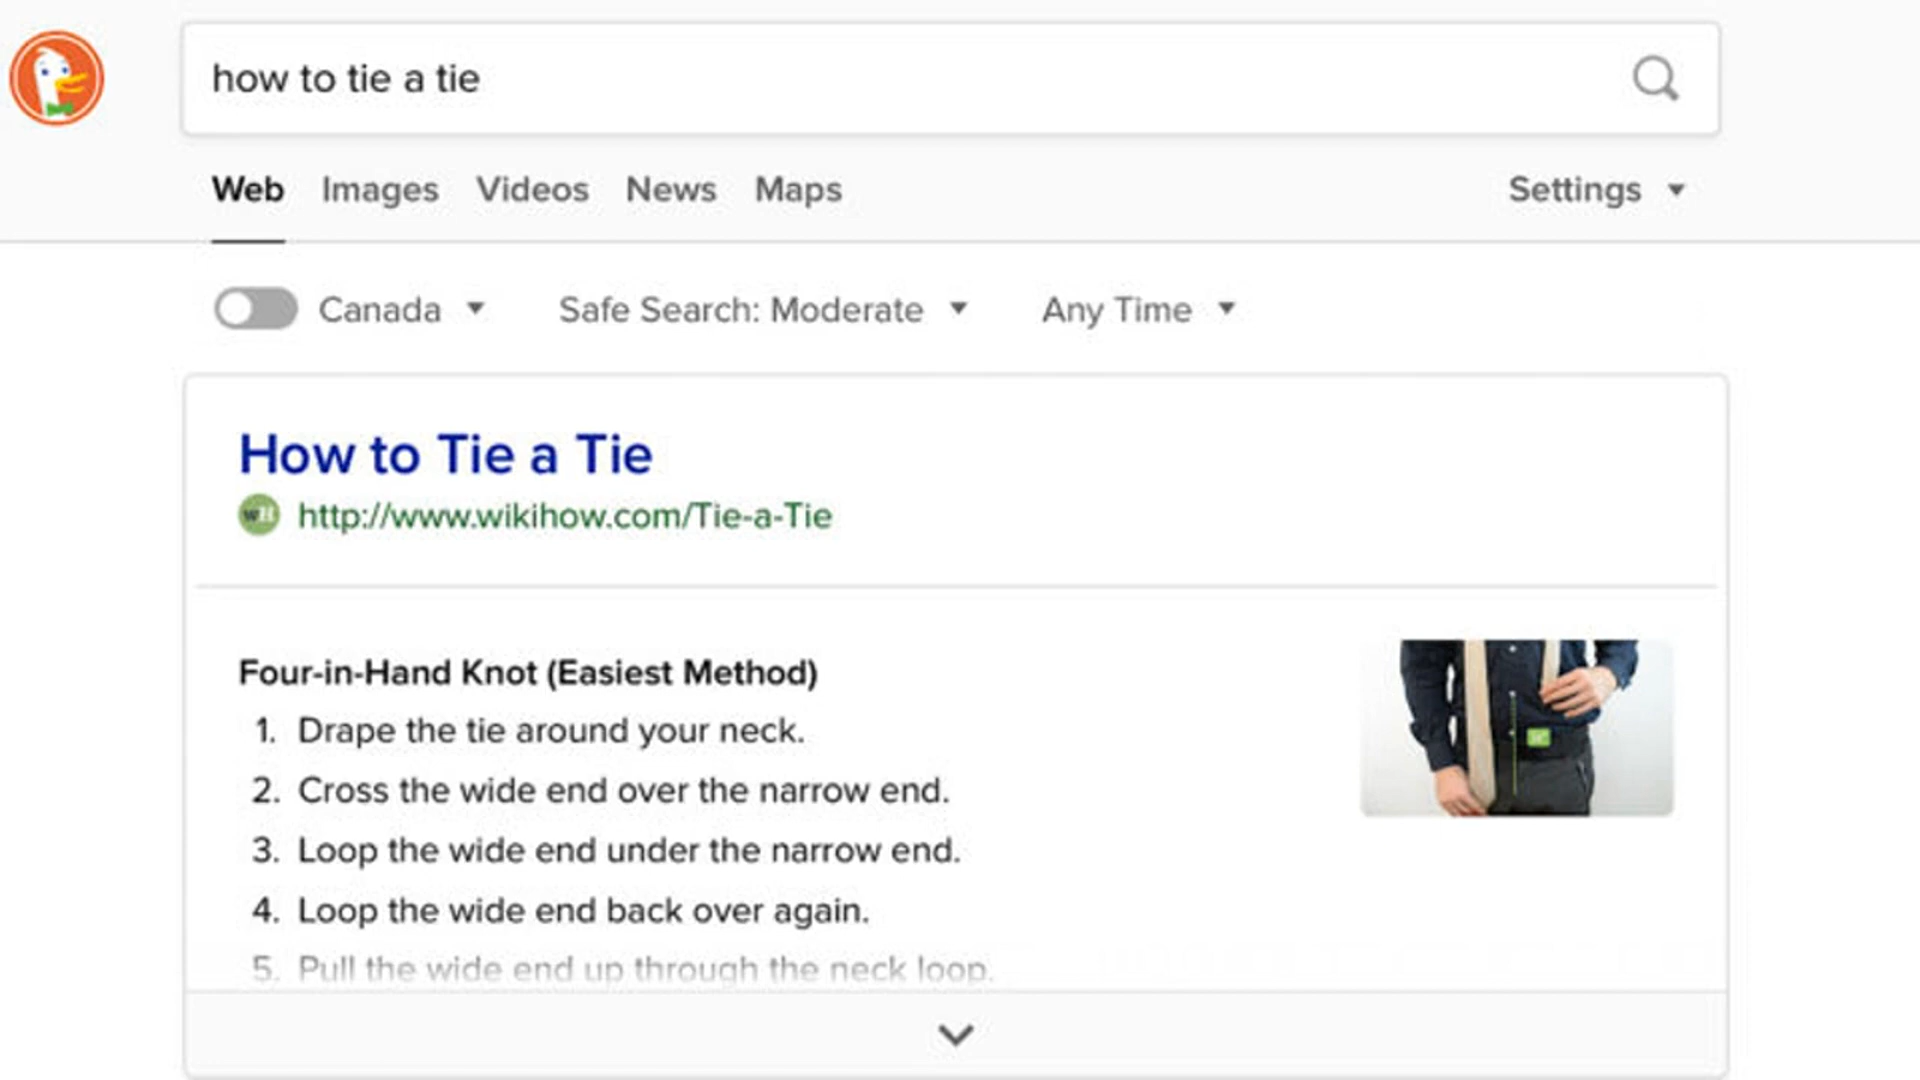 how to tie a tie
Web Images Videos News Maps Settings
Canada Safe Search: Moderate Any Time
How to Tie a Tie
wH http://www.wikihow.com/Tie-a-Tie
Four-in-Hand Knot (Easiest Method)
1. Drape the tie around your neck.
2. Cross the wide end over the narrow end.
3. Loop the wide end under the narrow end.
4. Loop the wide end back over again.
5. Pull the wide end up through the neck loop.